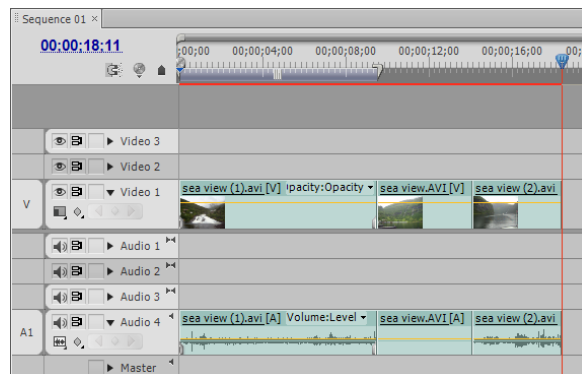 Sequence 01 ×
00;00;18;11
;00;00 00;00;04;00 00;00;08;00 00;00;12;00 00;00;16;00 00;
Video 3
Video 2
V
Video 1
sea view (1).avi [V] ıpacity:Opacity
sea view.AVI [V]
sea view (2).avi
Audio 1
Audio 2
Audio 3
A1
Audio 4
sea view (1).avi [A] Volume:Level
sea view.AVI [A]
sea view (2).avi
Master